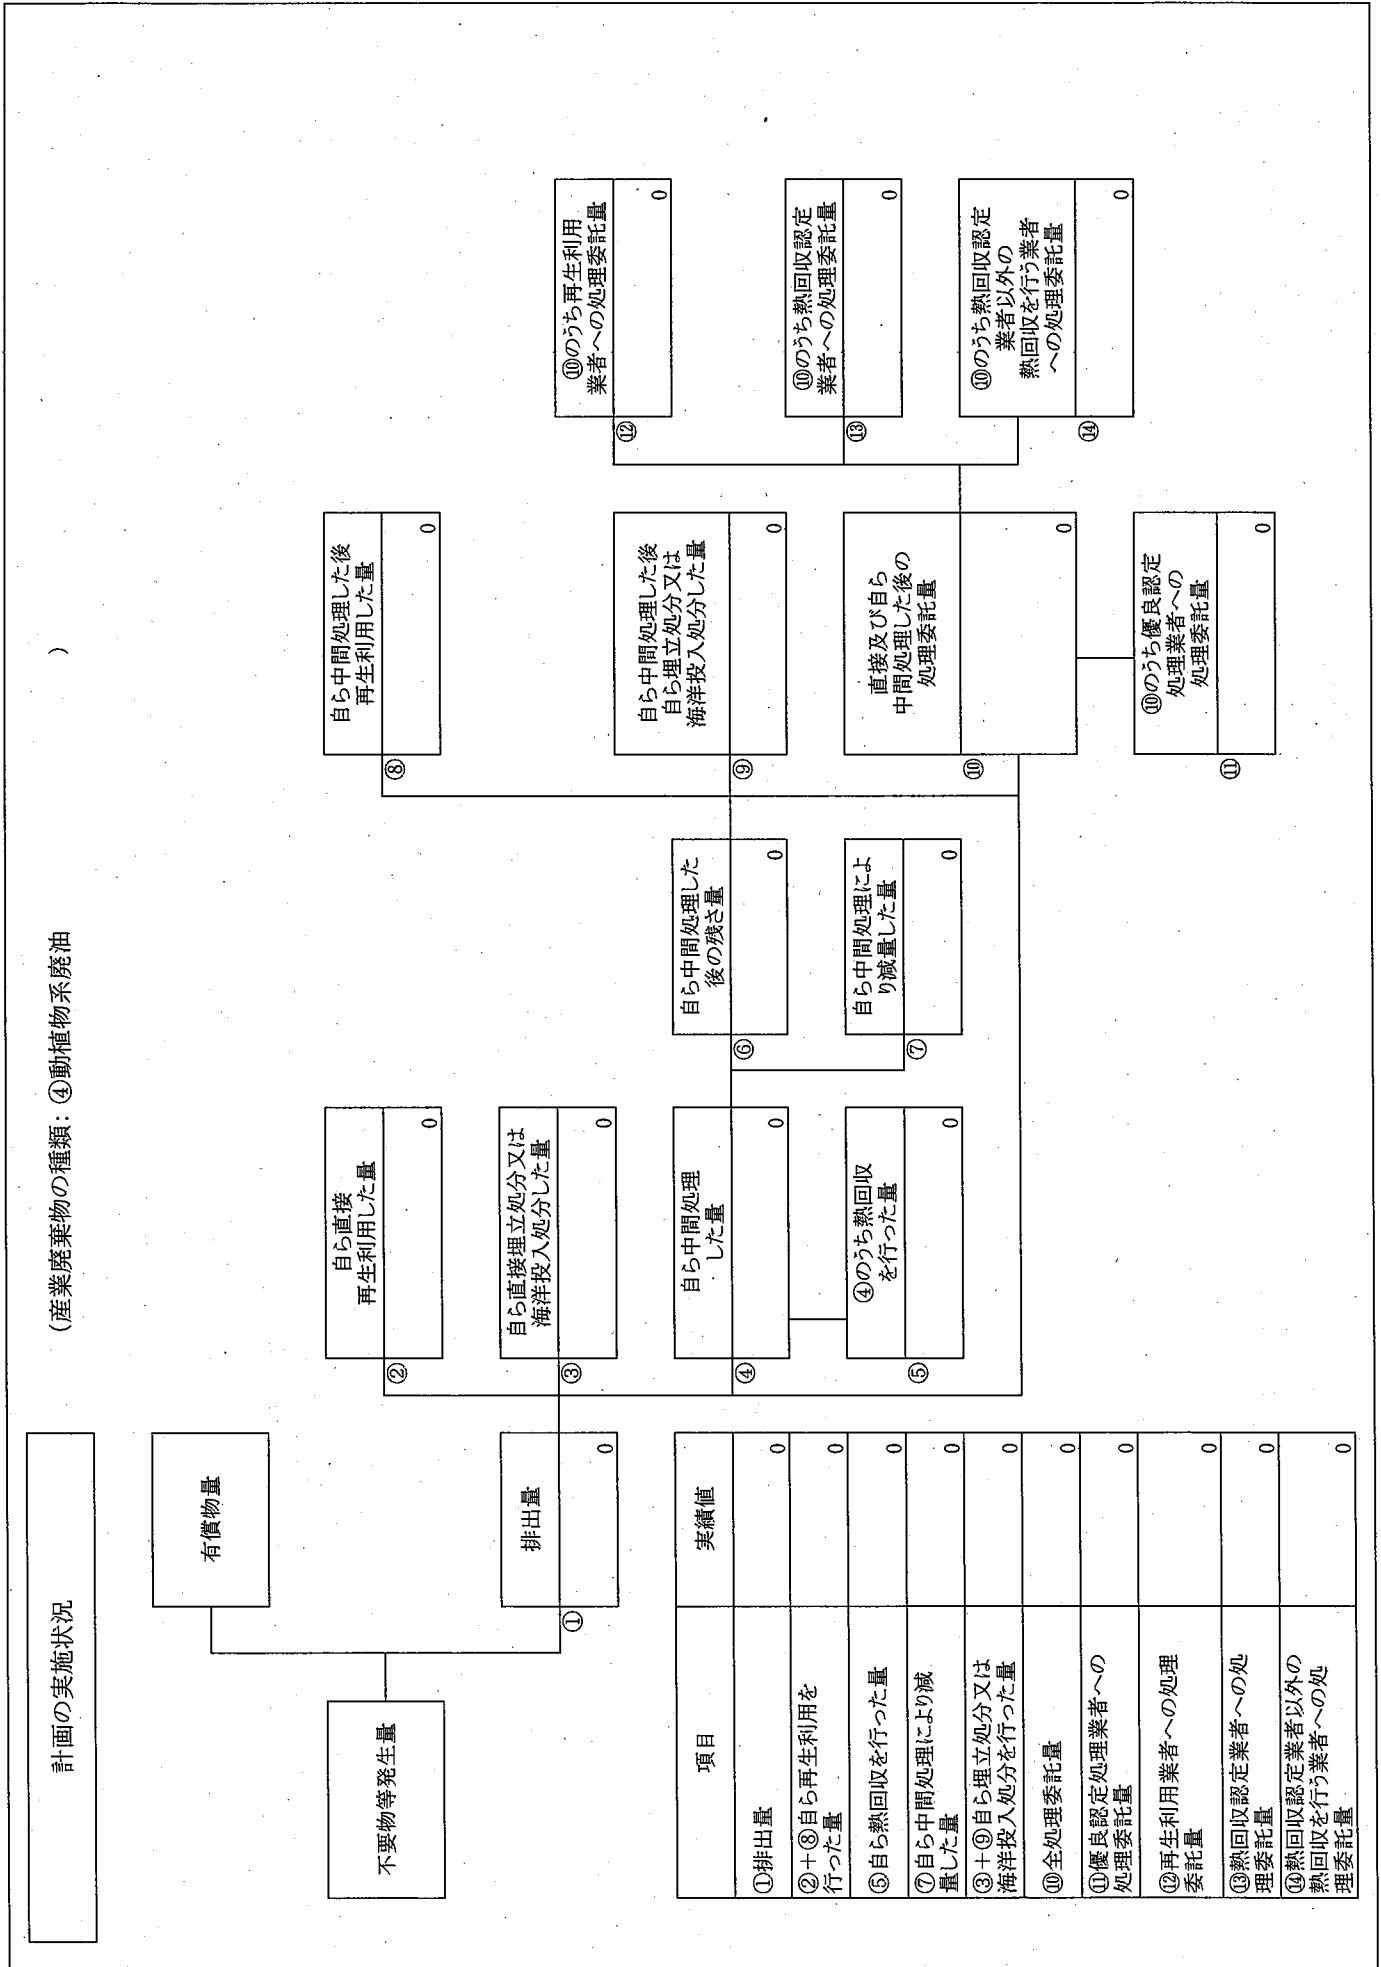 計画の実施状況
(産業廃棄物の種類:④動植物系廃油
)
不要物等発生量
有償物量
①
排出量
0
②
自ら直接
再生利用した量
0
③
自ら直接埋立処分又は
海洋投入処分した量
0
④
自ら中間処理
した量
0
⑤
④のうち熱回収
を行った量
0
⑥
自ら中間処理した
後の残さ量
0
⑦
自ら中間処理によ
り減量した量
0
⑧
自ら中間処理した後
再生利用した量
0
⑨
自ら中間処理した後
自ら埋立処分又は
海洋投入処分した量
0
⑩
直接及び自ら
中間処理した後の
処理委託量
0
⑪
⑩のうち優良認定
処理業者への
処理委託量
0
⑫
⑩のうち再生利用
業者への処理委託量
0
⑬
⑩のうち熱回収認定
業者への処理委託量
0
⑭
⑩のうち熱回収認定
業者以外の
熱回収を行う業者
への処理委託量
0
項目 実績値
①排出量 0
②+⑧自ら再生利用を
行った量 0
⑤自ら熱回収を行った量 0
⑦自ら中間処理により減
量した量 0
③+⑨自ら埋立処分又は
海洋投入処分を行った量 0
⑩全処理委託量 0
⑪優良認定処理業者への
処理委託量 0
⑫再生利用業者への処理
委託量 0
⑬熱回収認定業者への処
理委託量 0
⑭熱回収認定業者以外の
熱回収を行う業者への処
理委託量 0